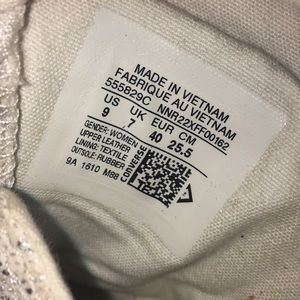 MADE IN VIETNAM
FABRIQUE AU VIETNAM
555829C NNR22XFF00162
US UK EUR CM
9 7 40 25.5
GENDER: WOMEN
UPPER: LEATHER
LINING: TEXTILE
OUTSOLE: RUBBER
9A 1610 M88
CONVERSE